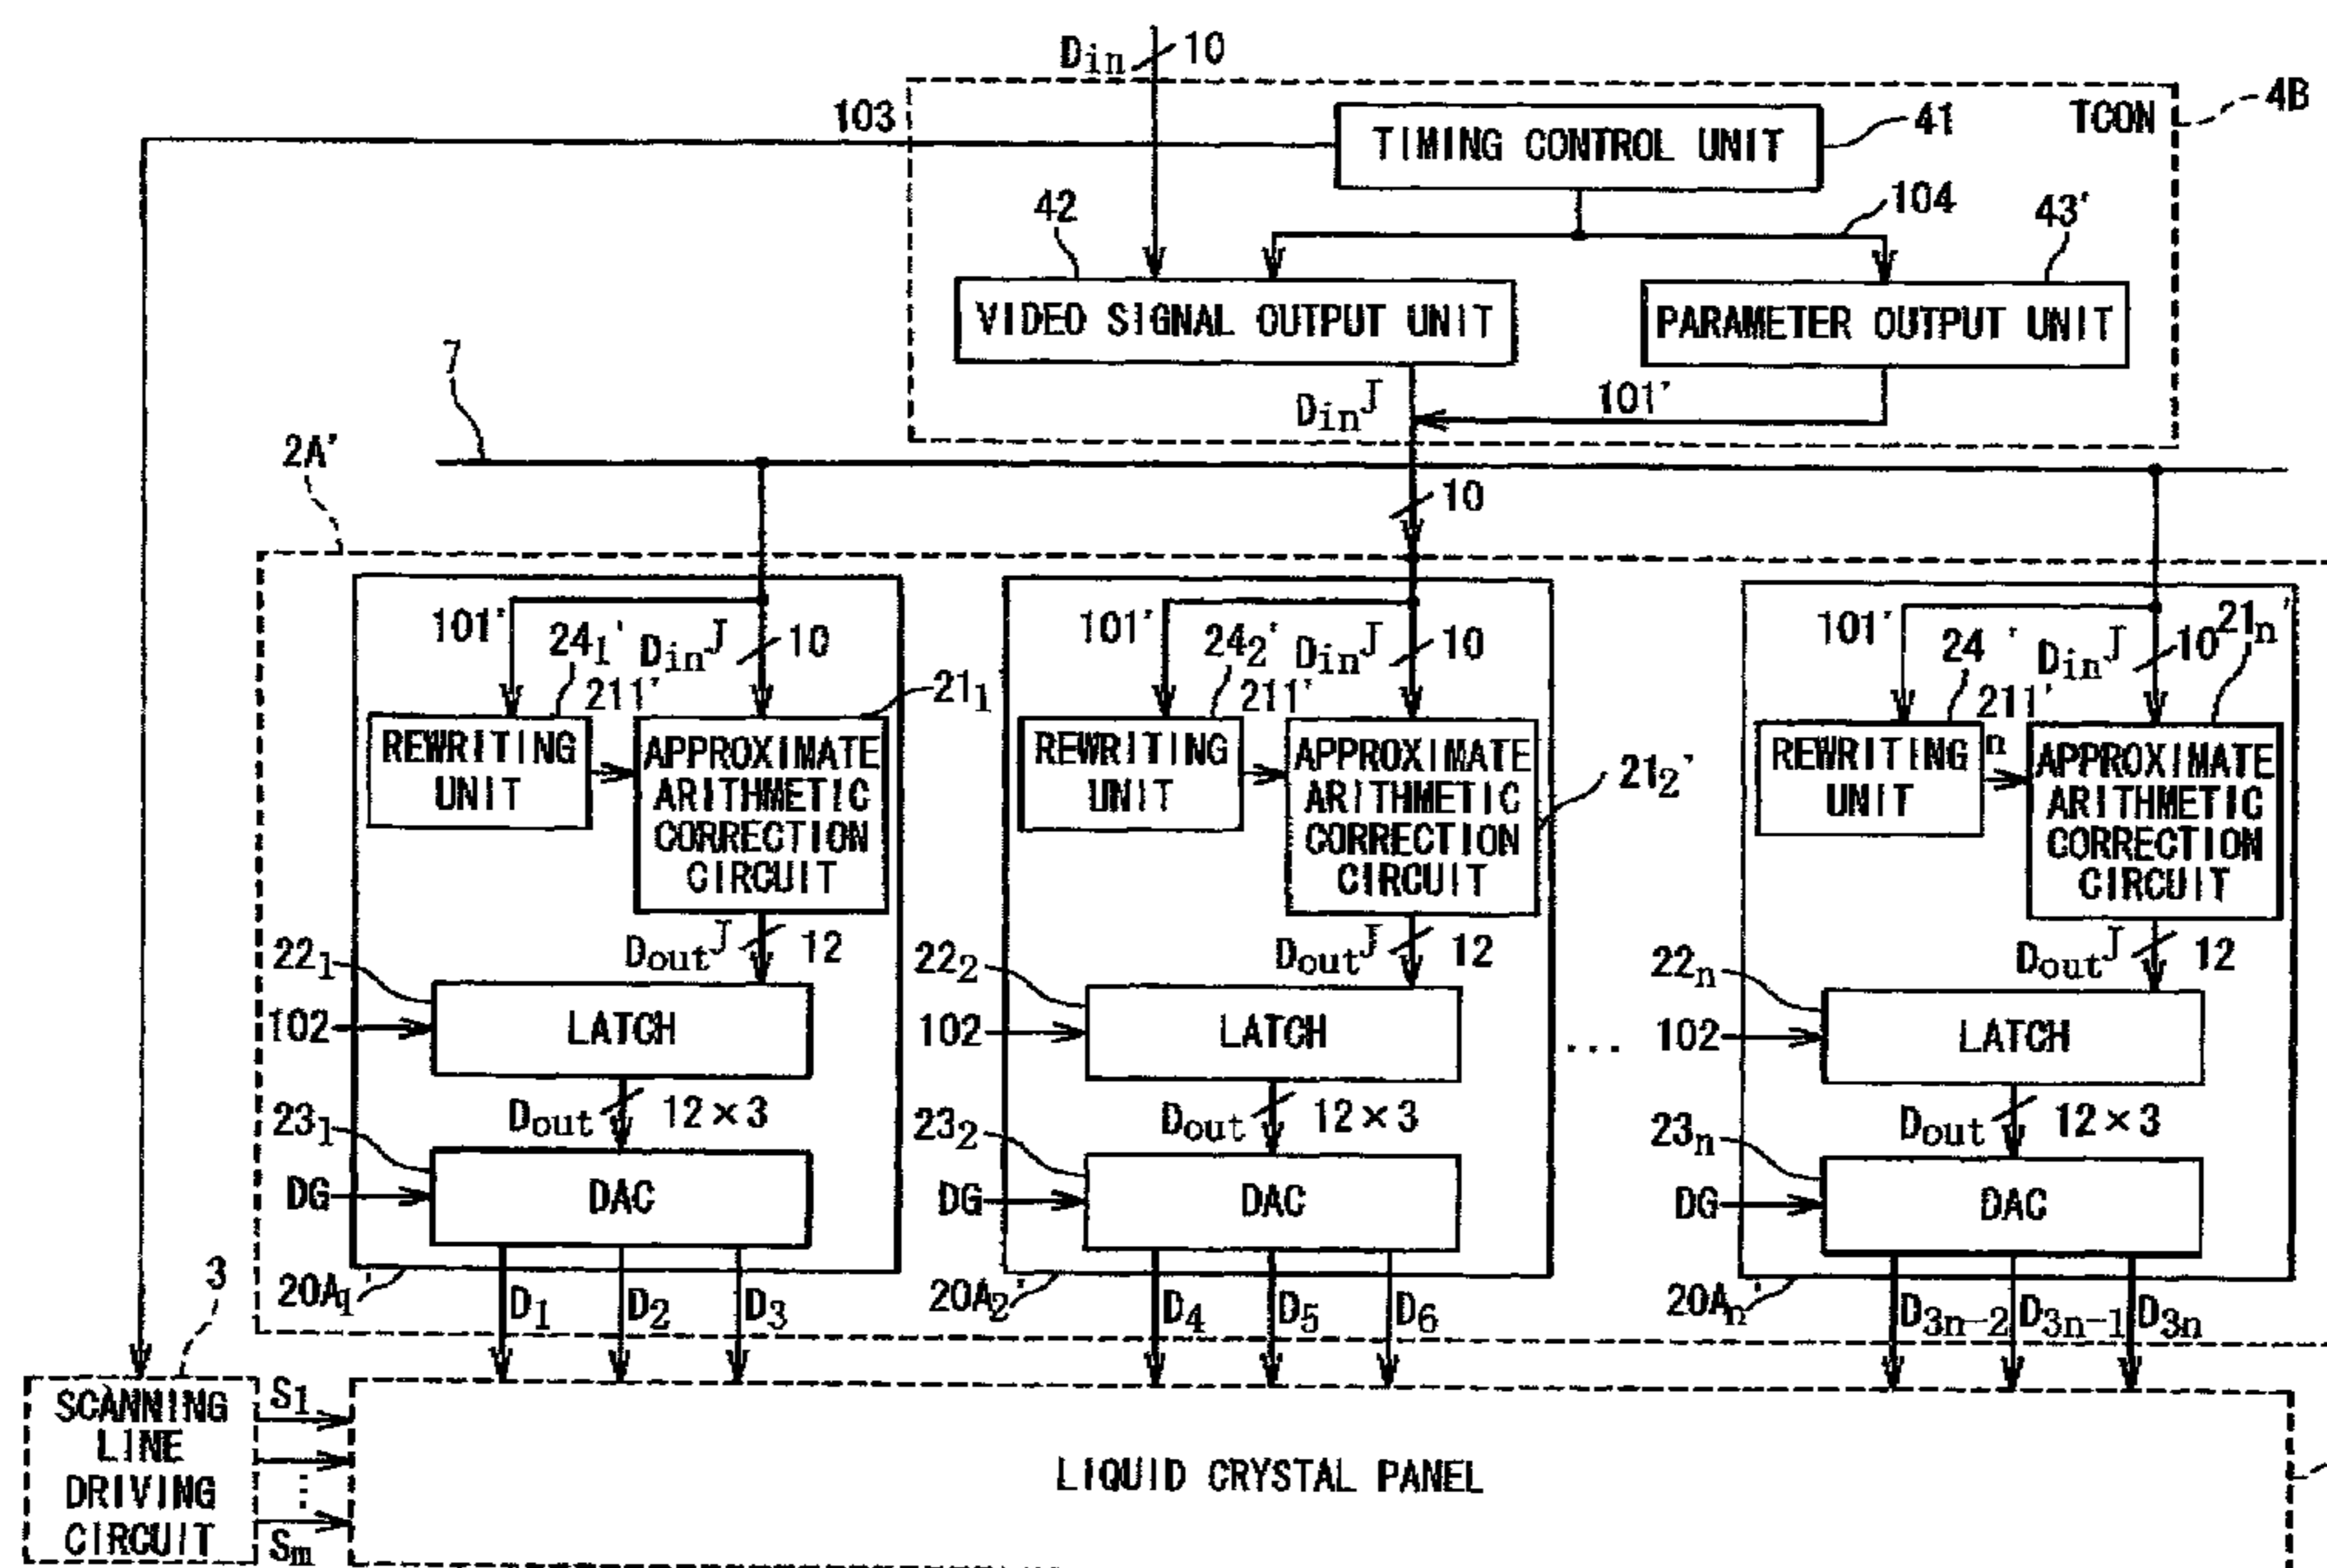 Din 10
103
TCON
4B
TIMING CONTROL UNIT
41
42
104
43'
VIDEO SIGNAL OUTPUT UNIT
PARAMETER OUTPUT UNIT
7
DinJ
101'
2A'
10
101'
241'
DinJ
10
211'
211
REWRITING
UNIT
APPROXIMATE
ARITHMETIC
CORRECTION
CIRCUIT
DoutJ
12
221
102
LATCH
Dout
12×3
231
DG
DAC
20A1'
D1
D2
D3
101'
242'
DinJ
10
211'
212'
REWRITING
UNIT
APPROXIMATE
ARITHMETIC
CORRECTION
CIRCUIT
DoutJ
12
222
102
LATCH
Dout
12×3
232
DG
DAC
20A2'
D4
D5
D6
...
101'
24n'
DinJ
10
211'
21n'
REWRITING
UNIT
APPROXIMATE
ARITHMETIC
CORRECTION
CIRCUIT
DoutJ
12
22n
102
LATCH
Dout
12×3
23n
DG
DAC
20An'
D3n-2
D3n-1
D3n
3
SCANNING
LINE
DRIVING
CIRCUIT
S1
⋮
Sm
LIQUID CRYSTAL PANEL